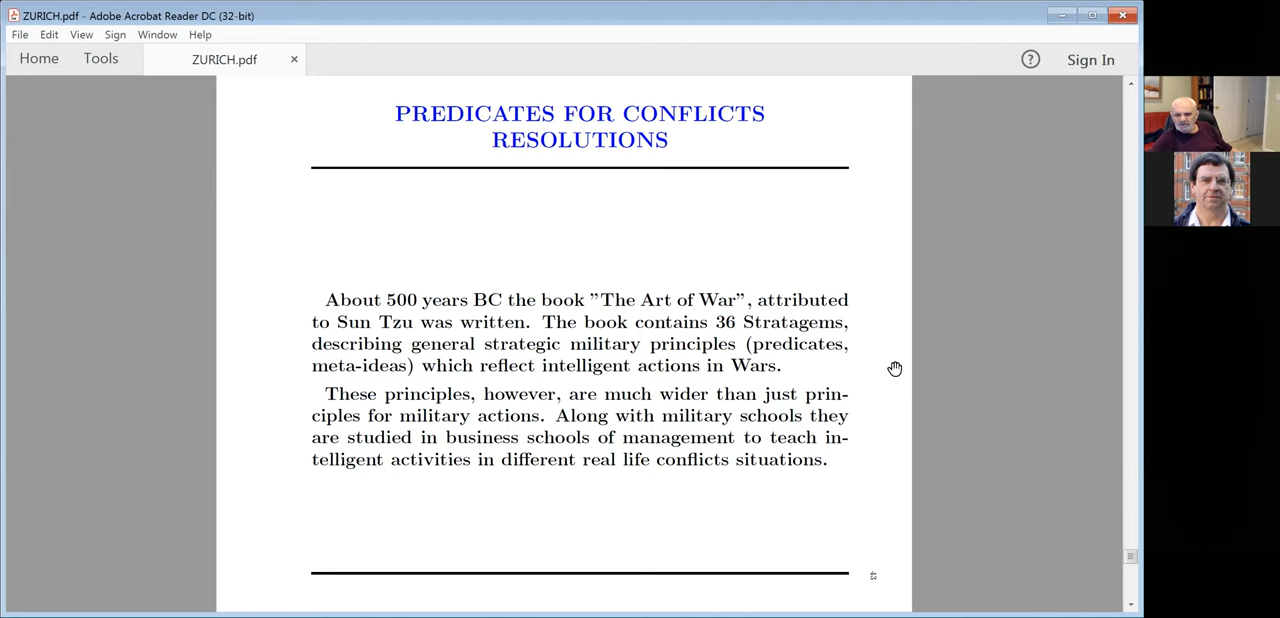 ZURICH.pdf - Adobe Acrobat Reader DC (32-bit)
File Edit View Sign Window Help
Home Tools ZURICH.pdf × ? Sign In
PREDICATES FOR CONFLICTS
RESOLUTIONS
About 500 years BC the book ”The Art of War”, attributed
to Sun Tzu was written. The book contains 36 Stratagems,
describing general strategic military principles (predicates,
meta-ideas) which reflect intelligent actions in Wars.
These principles, however, are much wider than just prin-
ciples for military actions. Along with military schools they
are studied in business schools of management to teach in-
telligent activities in different real life conflicts situations.